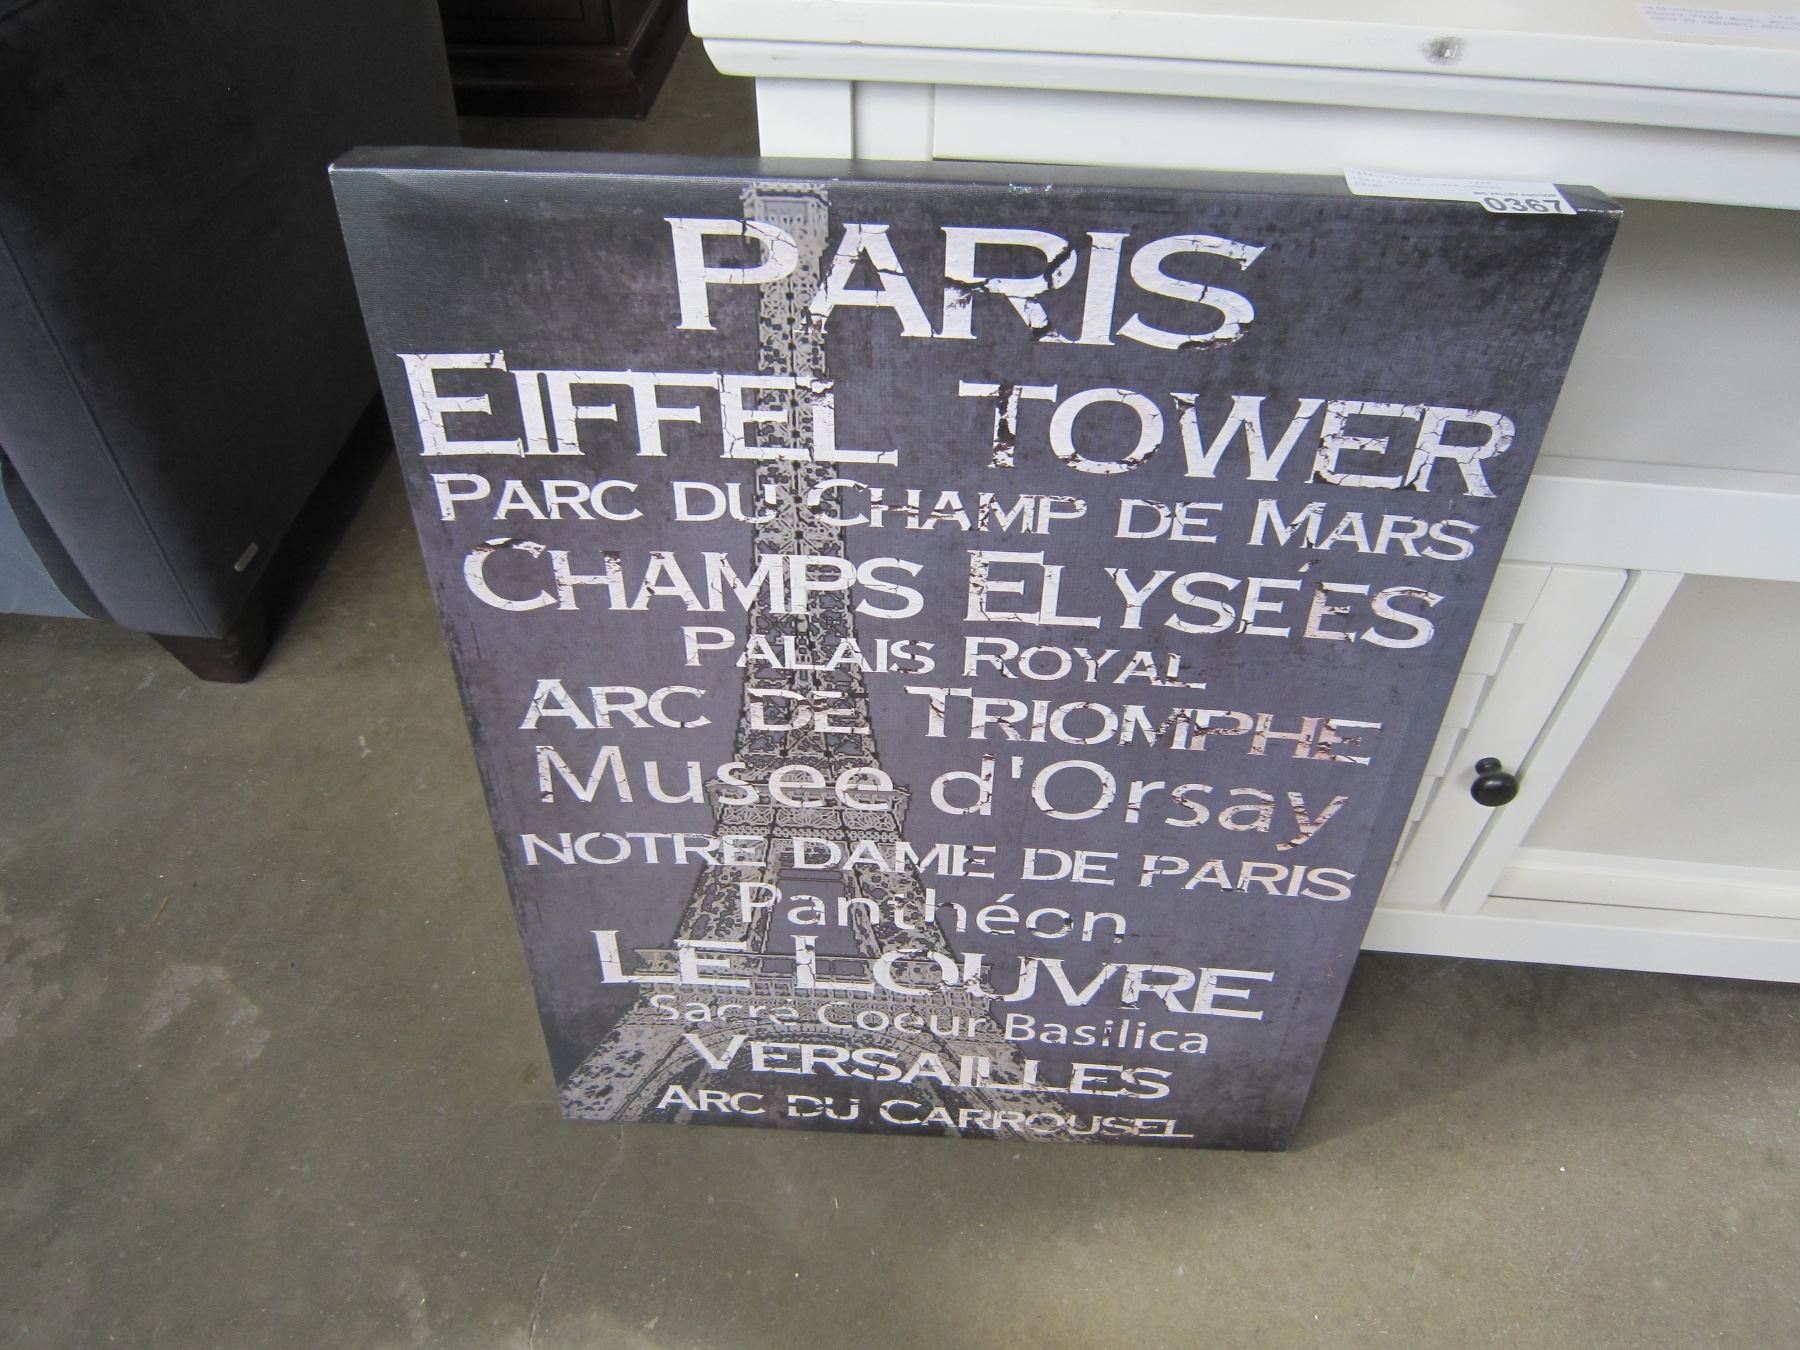 0367
PARIS
EIFFEL TOWER
PARC DU CHAMP DE MARS
CHAMPS ELYSÉES
PALAIS ROYAL
ARC DE TRIOMPHE
Musee d'Orsay
NOTRE DAME DE PARIS
Panthéon
LE LOUVRE
Sacré Coeur Basilica
VERSAILLES
ARC DU CARROUSEL